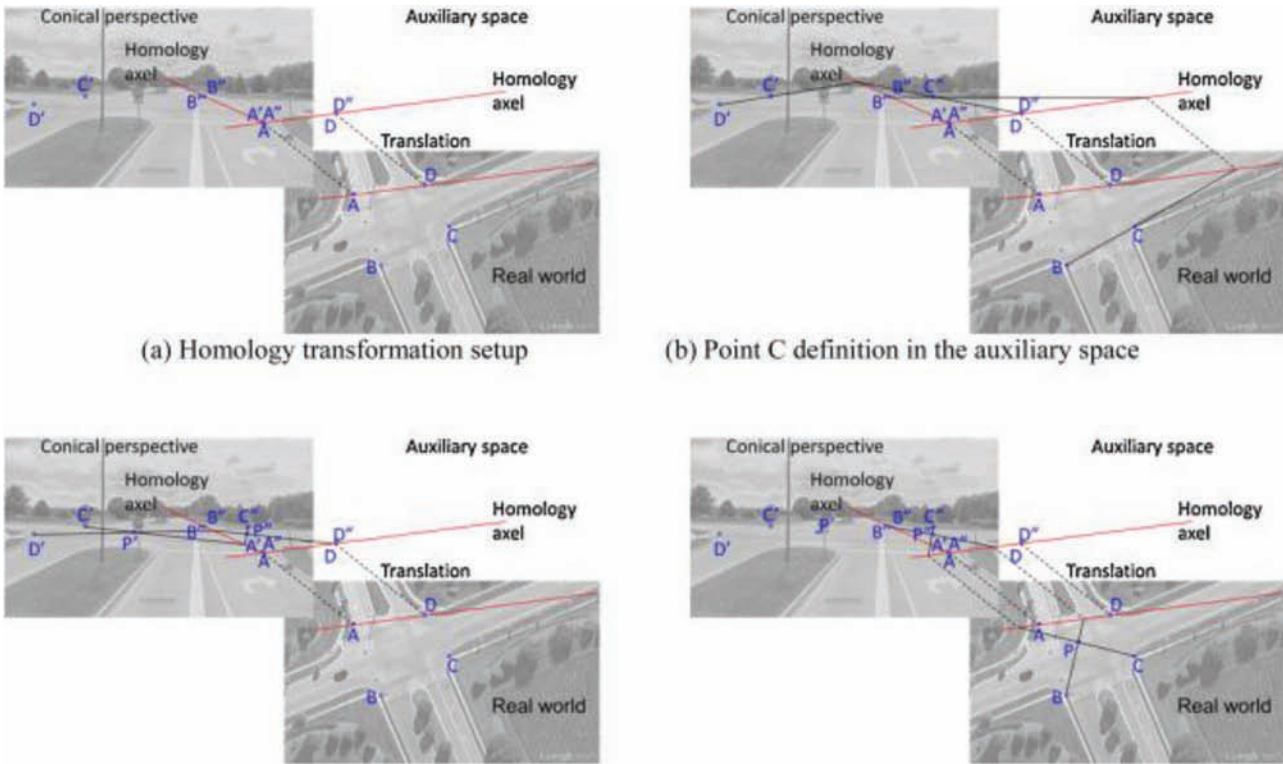 Conical perspective
Auxiliary space
Homology
axel
C'
D'
B''
B''
A'A''
A
D''
D
Homology
axel
Translation
D
A
C
B
Real world
(a) Homology transformation setup
Conical perspective
Auxiliary space
Homology
axel
C'
D'
B''
C''
B''
A'A''
A
D''
D
Homology
axel
Translation
D
A
C
B
Real world
(b) Point C definition in the auxiliary space
Conical perspective
Auxiliary space
Homology
axel
C'
D'
P'
B''
C''
B''
P''
A'A''
A
D''
D
Homology
axel
Translation
D
A
C
B
Real world
Conical perspective
Auxiliary space
Homology
axel
C'
D'
P'
B''
C''
B''
P''
A'A''
A
D''
D
Homology
axel
Translation
D
A
P
C
B
Real world